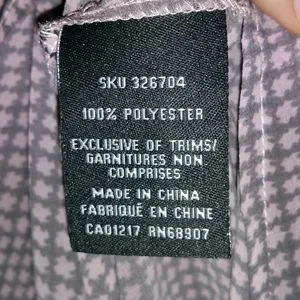 SKU 326704
100% POLYESTER
EXCLUSIVE OF TRIMS/
GARNITURES NON
COMPRISES
MADE IN CHINA
FABRIQUÉ EN CHINE
CA01217 RN68907